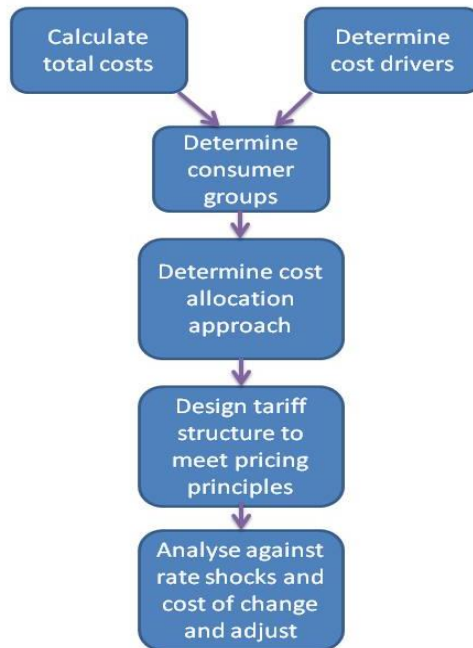 Calculate
total costs
Determine
cost drivers
Determine
consumer
groups
Determine cost
allocation
approach
Design tariff
structure to
meet pricing
principles
Analyse against
rate shocks and
cost of change
and adjust